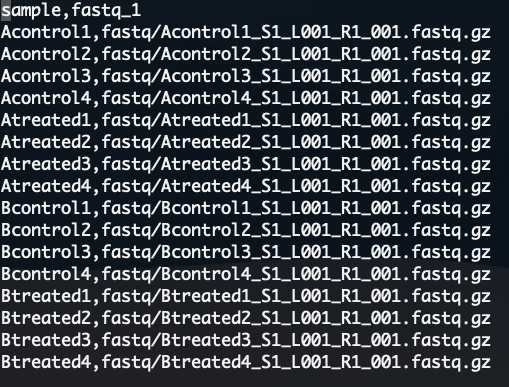 sample,fastq_1
Acontrol1,fastq/Acontrol1_S1_L001_R1_001.fastq.gz
Acontrol2,fastq/Acontrol2_S1_L001_R1_001.fastq.gz
Acontrol3,fastq/Acontrol3_S1_L001_R1_001.fastq.gz
Acontrol4,fastq/Acontrol4_S1_L001_R1_001.fastq.gz
Atreated1,fastq/Atreated1_S1_L001_R1_001.fastq.gz
Atreated2,fastq/Atreated2_S1_L001_R1_001.fastq.gz
Atreated3,fastq/Atreated3_S1_L001_R1_001.fastq.gz
Atreated4,fastq/Atreated4_S1_L001_R1_001.fastq.gz
Bcontrol1,fastq/Bcontrol1_S1_L001_R1_001.fastq.gz
Bcontrol2,fastq/Bcontrol2_S1_L001_R1_001.fastq.gz
Bcontrol3,fastq/Bcontrol3_S1_L001_R1_001.fastq.gz
Bcontrol4,fastq/Bcontrol4_S1_L001_R1_001.fastq.gz
Btreated1,fastq/Btreated1_S1_L001_R1_001.fastq.gz
Btreated2,fastq/Btreated2_S1_L001_R1_001.fastq.gz
Btreated3,fastq/Btreated3_S1_L001_R1_001.fastq.gz
Btreated4,fastq/Btreated4_S1_L001_R1_001.fastq.gz